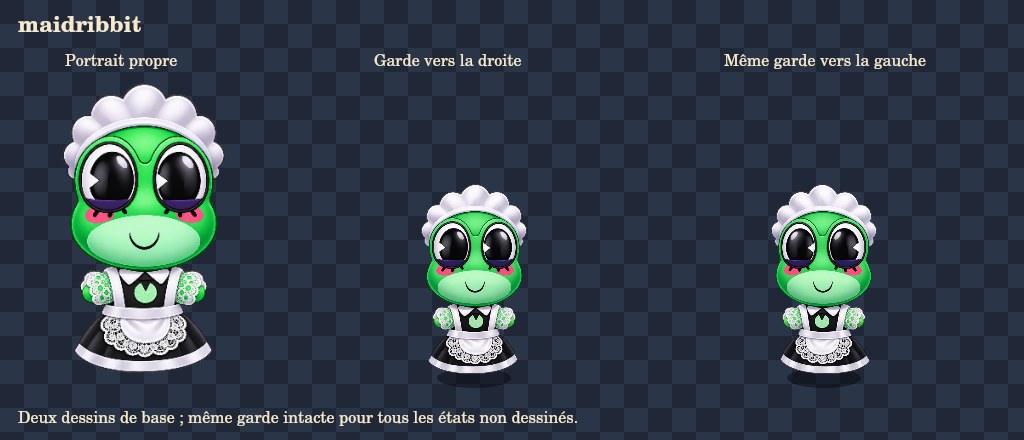 maidribbit
Portrait propre
Garde vers la droite
Même garde vers la gauche
Deux dessins de base ; même garde intacte pour tous les états non dessinés.